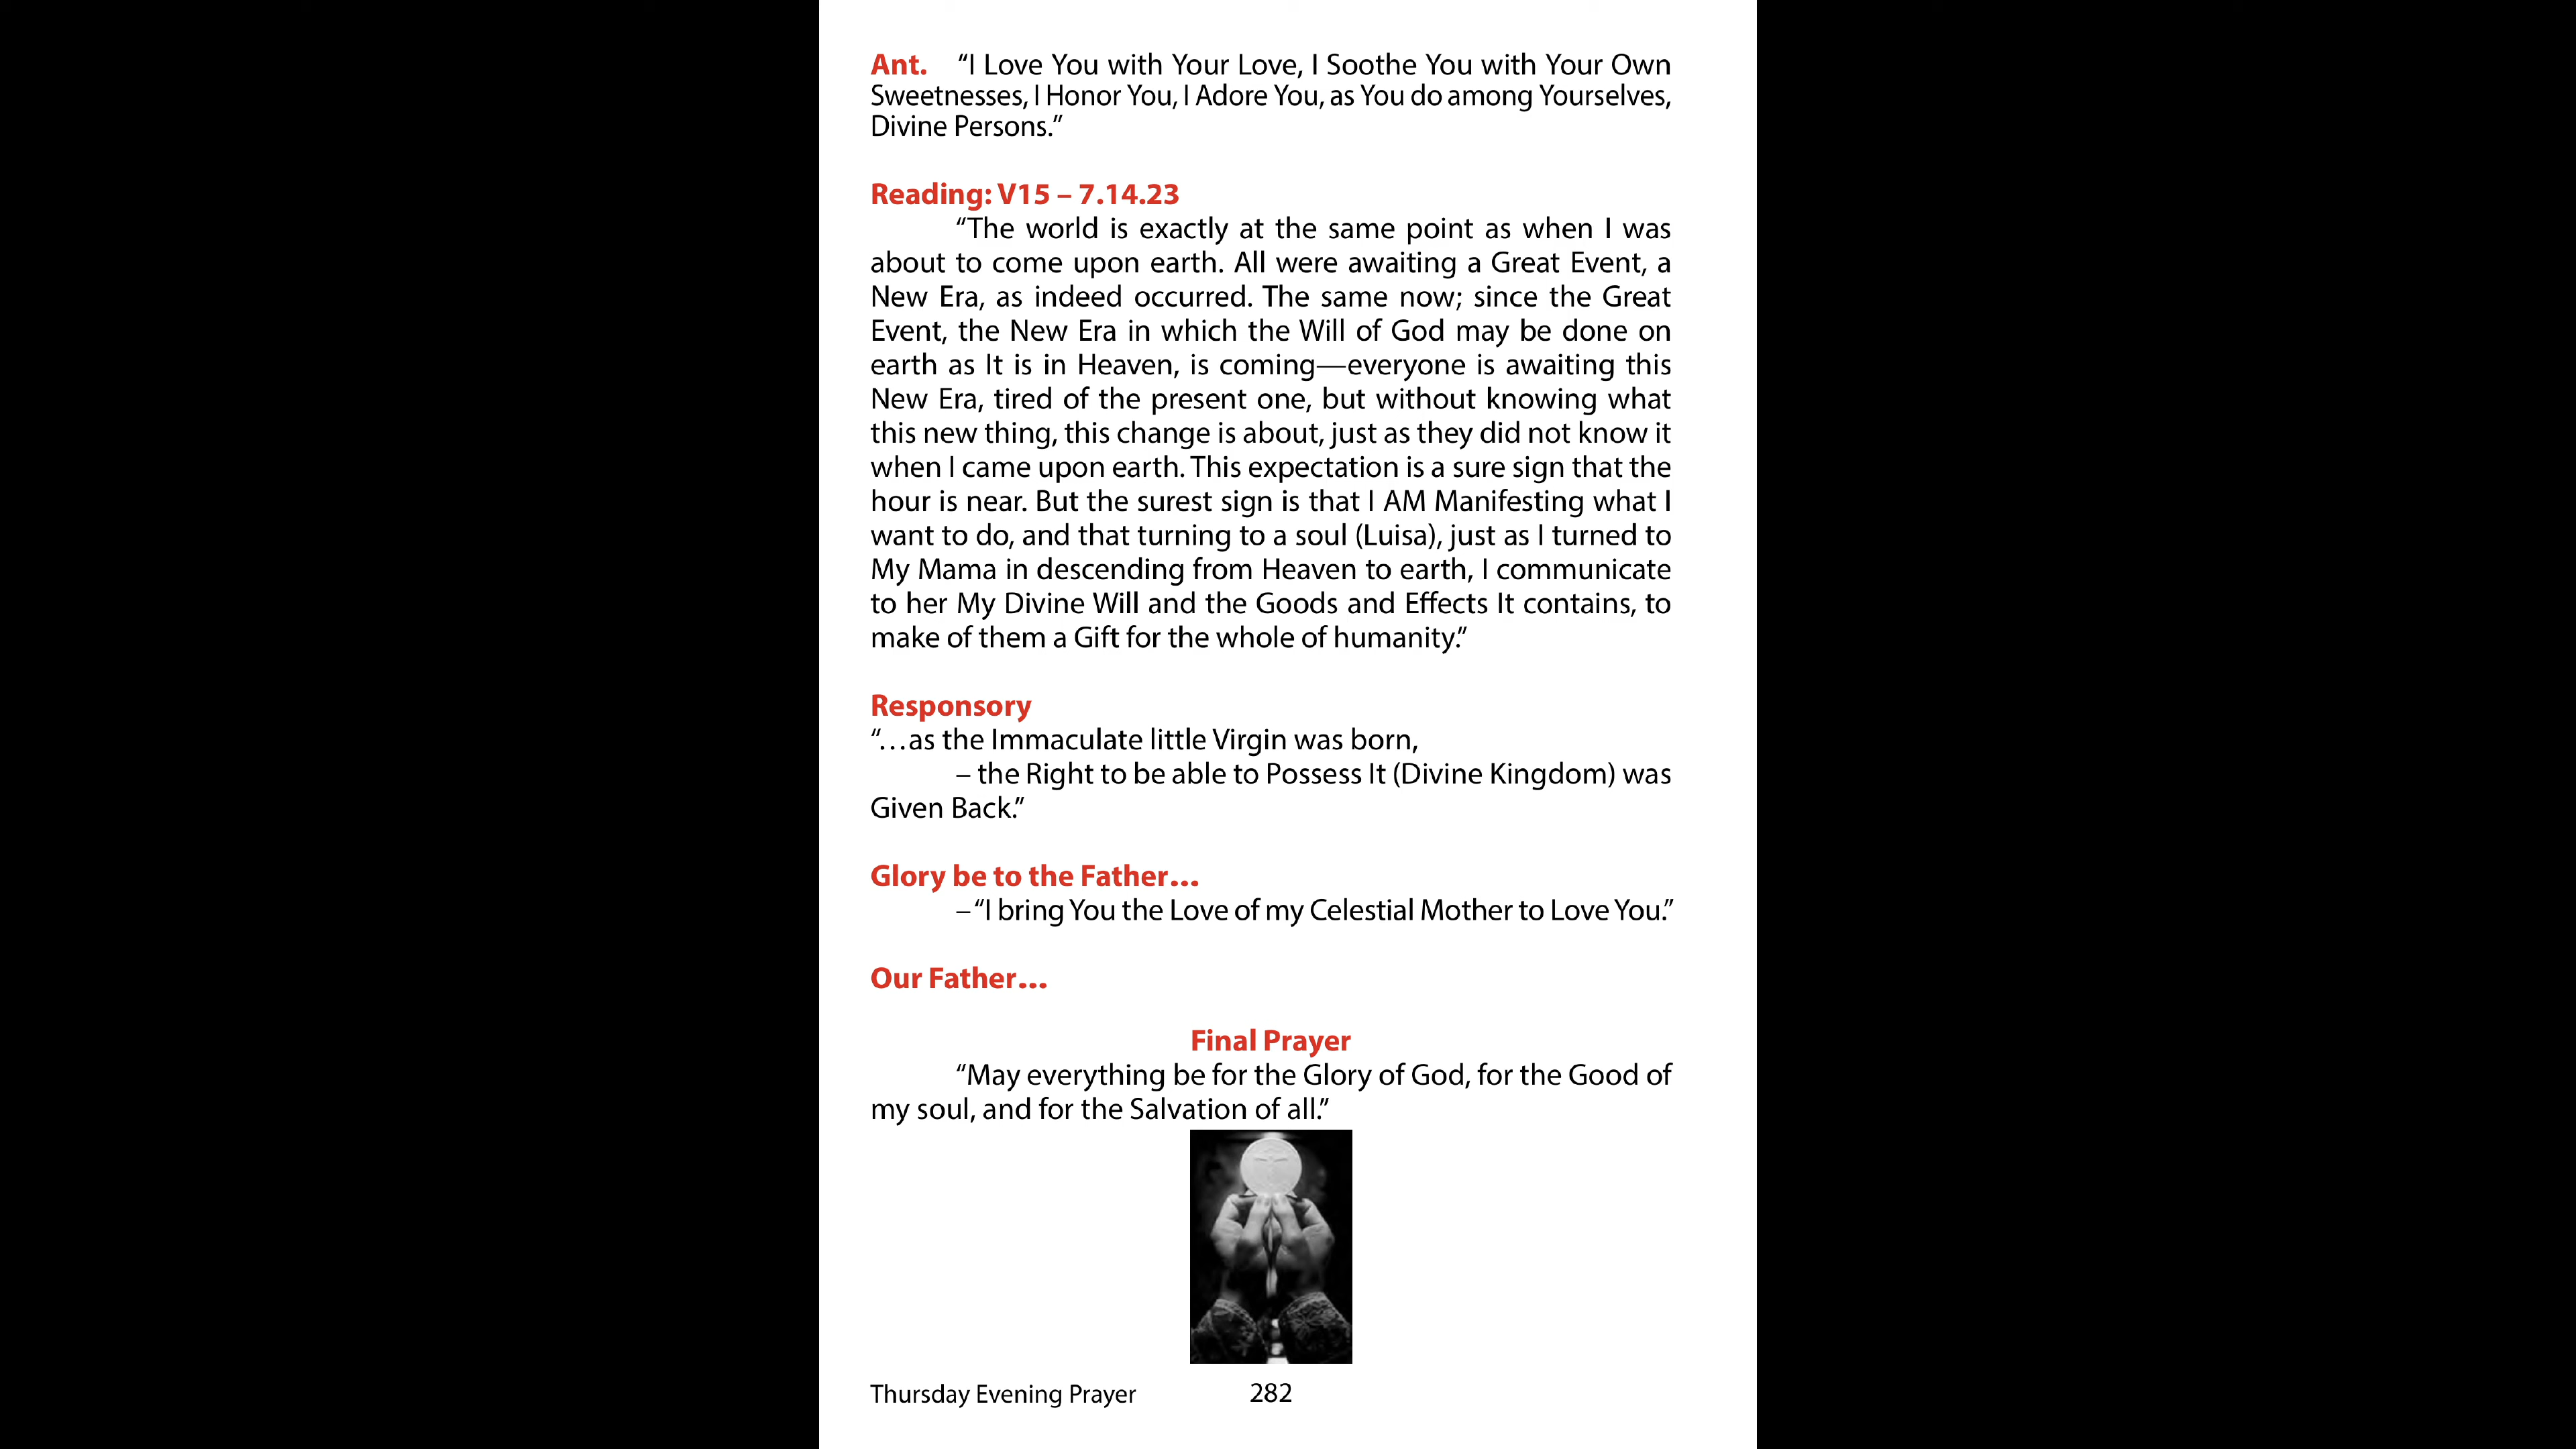 Ant. “I Love You with Your Love, I Soothe You with Your Own
Sweetnesses, I Honor You, I Adore You, as You do among Yourselves,
Divine Persons.”
Reading: V15 – 7.14.23
“The world is exactly at the same point as when I was
about to come upon earth. All were awaiting a Great Event, a
New Era, as indeed occurred. The same now; since the Great
Event, the New Era in which the Will of God may be done on
earth as It is in Heaven, is coming—everyone is awaiting this
New Era, tired of the present one, but without knowing what
this new thing, this change is about, just as they did not know it
when I came upon earth. This expectation is a sure sign that the
hour is near. But the surest sign is that I AM Manifesting what I
want to do, and that turning to a soul (Luisa), just as I turned to
My Mama in descending from Heaven to earth, I communicate
to her My Divine Will and the Goods and Effects It contains, to
make of them a Gift for the whole of humanity.”
Responsory
“…as the Immaculate little Virgin was born,
– the Right to be able to Possess It (Divine Kingdom) was
Given Back.”
Glory be to the Father…
– “I bring You the Love of my Celestial Mother to Love You.”
Our Father…
Final Prayer
“May everything be for the Glory of God, for the Good of
my soul, and for the Salvation of all.”
Thursday Evening Prayer 282